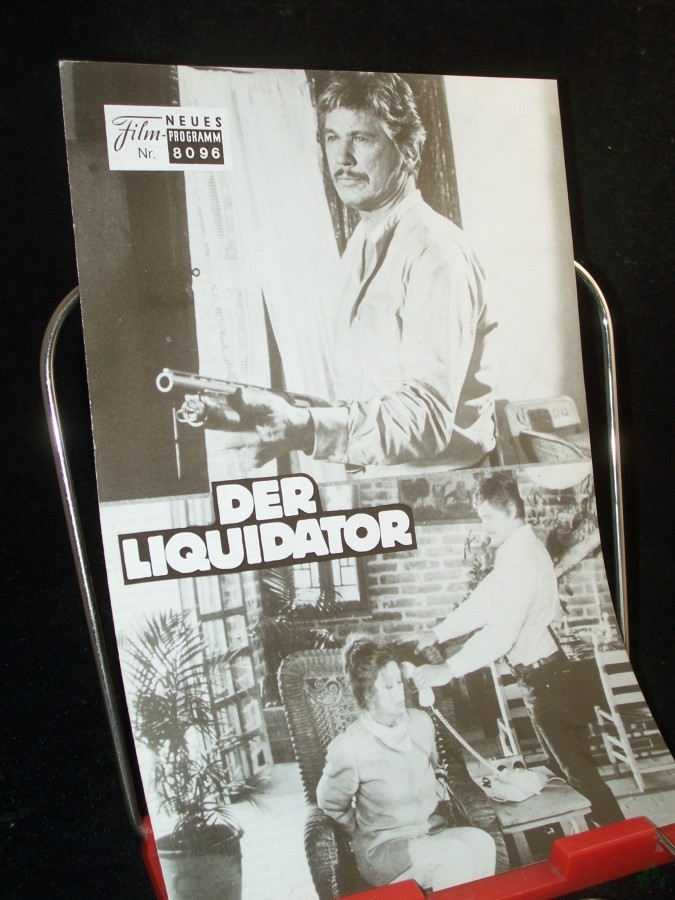 NEUES
Film-PROGRAMM
Nr. 8096
DER
LIQUIDATOR